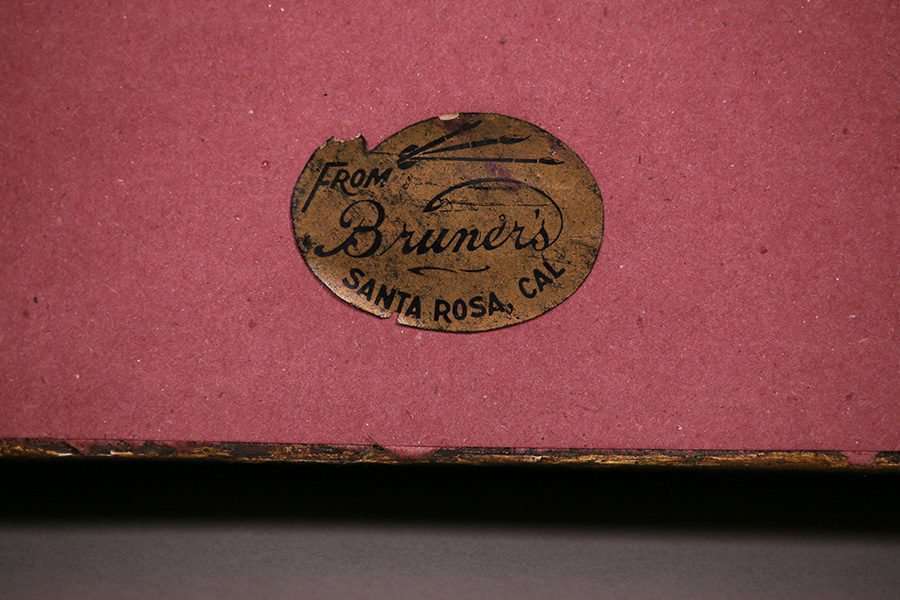 FROM
Bruner's
SANTA ROSA, CAL